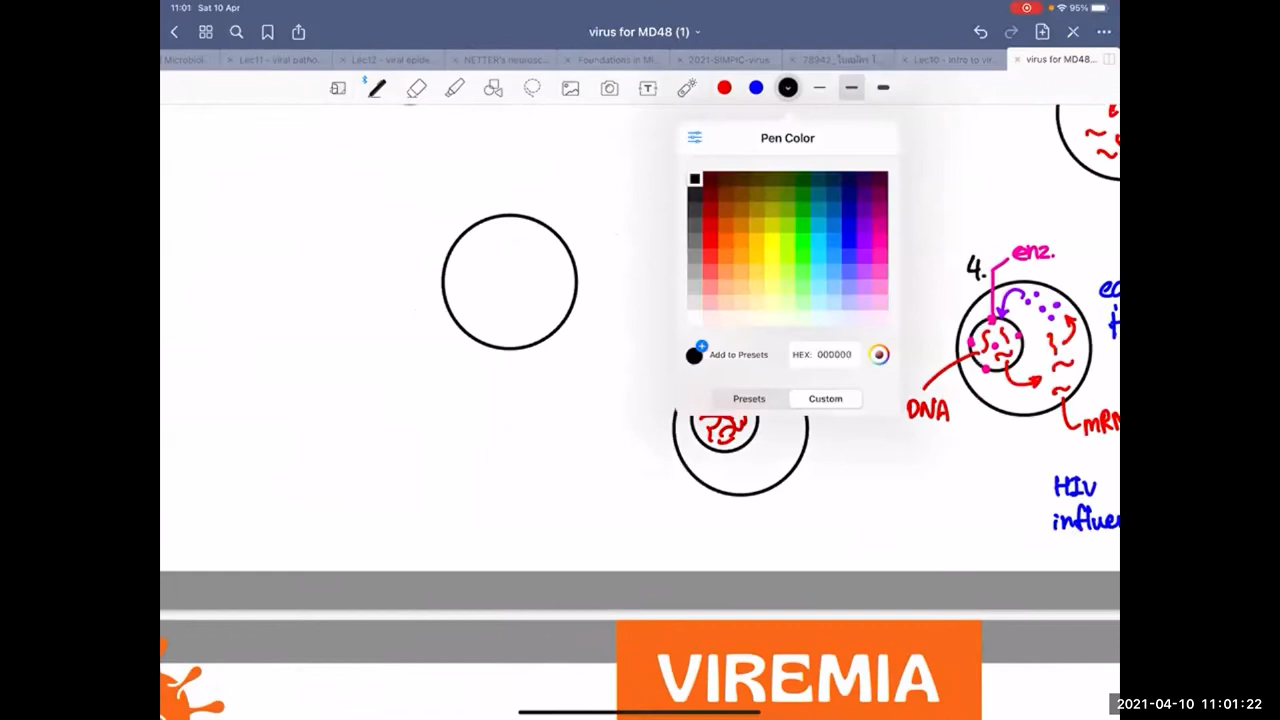 11:01 Sat 10 Apr
95%
virus for MD48 (1)
Microbiol
Lec11 - viral patho...
Lec12 - viral epide...
NETTER's neurosc...
Foundations in Mi...
2021-SIMPIC-virus
Lec10 - intro to vir...
virus for MD48...
Pen Color
Add to Presets
HEX: 000000
Presets
Custom
4.
enz.
DNA
HIV
VIREMIA
2021-04-10 11:01:22